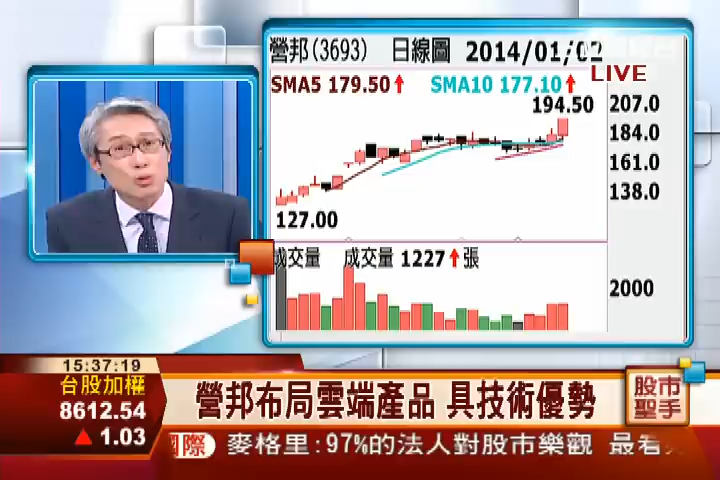 營邦(3693) 日線圖 2014/01/02
LIVE
SMA5 179.50 SMA10 177.10
194.50
207.0
184.0
161.0
138.0
127.00
成交量 成交量 1227 張
2000
15:37:19
台股加權
8612.54
1.03
營邦布局雲端產品 具技術優勢
股市
聖手
國際 麥格里:97%的法人對股市樂觀 最看